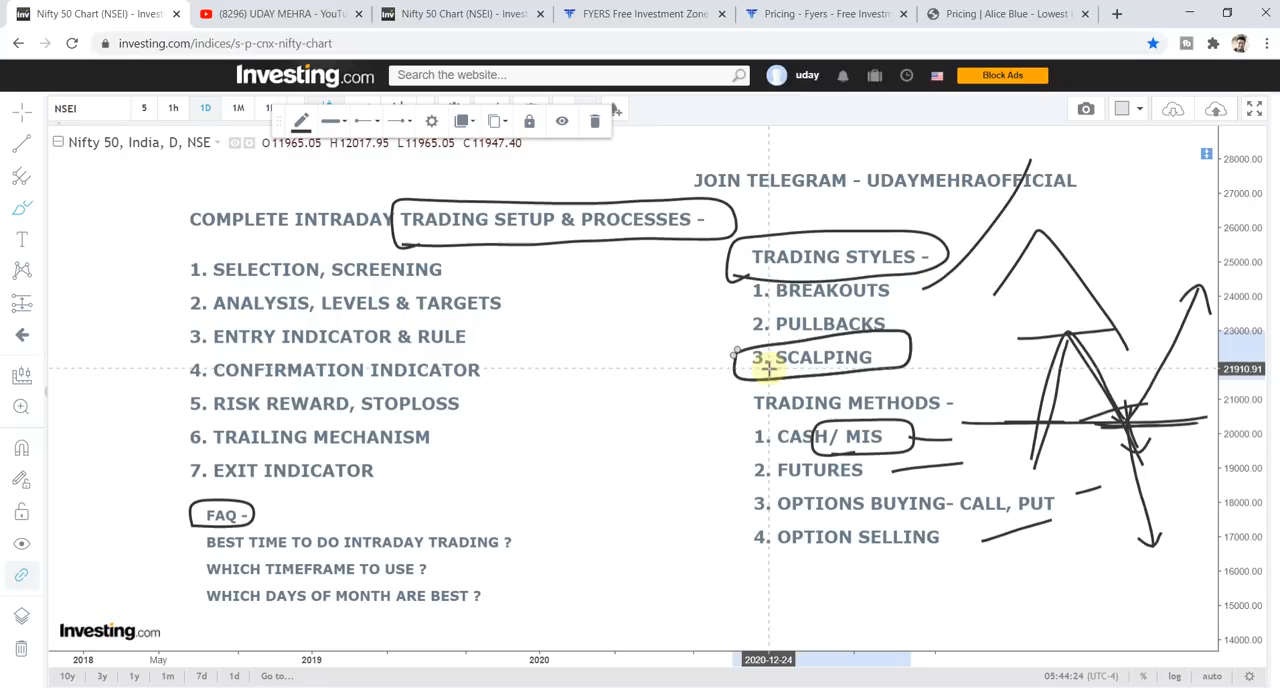 Nifty 50 Chart (NSEI) - Invest
(8296) UDAY MEHRA - YouT
Nifty 50 Chart (NSEI) - Invest
FYERS Free Investment Zone
Pricing - Fyers - Free Investm
Pricing | Alice Blue - Lowest
investing.com/indices/s-p-cnx-nifty-chart
Investing.com
Search the website...
uday
Block Ads
NSEI
5
1h
1D
1M
Nifty 50, India, D, NSE
O11965.05 H12017.95 L11965.05 C11947.40
JOIN TELEGRAM - UDAYMEHRAOFFICIAL
COMPLETE INTRADAY TRADING SETUP & PROCESSES -
1. SELECTION, SCREENING
2. ANALYSIS, LEVELS & TARGETS
3. ENTRY INDICATOR & RULE
4. CONFIRMATION INDICATOR
5. RISK REWARD, STOPLOSS
6. TRAILING MECHANISM
7. EXIT INDICATOR
FAQ -
BEST TIME TO DO INTRADAY TRADING ?
WHICH TIMEFRAME TO USE ?
WHICH DAYS OF MONTH ARE BEST ?
TRADING STYLES -
1. BREAKOUTS
2. PULLBACKS
3. SCALPING
TRADING METHODS -
1. CASH/ MIS
2. FUTURES
3. OPTIONS BUYING- CALL, PUT
4. OPTION SELLING
28000.00
27000.00
26000.00
25000.00
24000.00
23000.00
21910.91
21000.00
20000.00
19000.00
18000.00
17000.00
16000.00
15000.00
14000.00
Investing.com
2018
May
2019
2020
2020-12-24
10y
3y
1y
1m
7d
1d
Go to...
05:44:24 (UTC-4)
%
log
auto